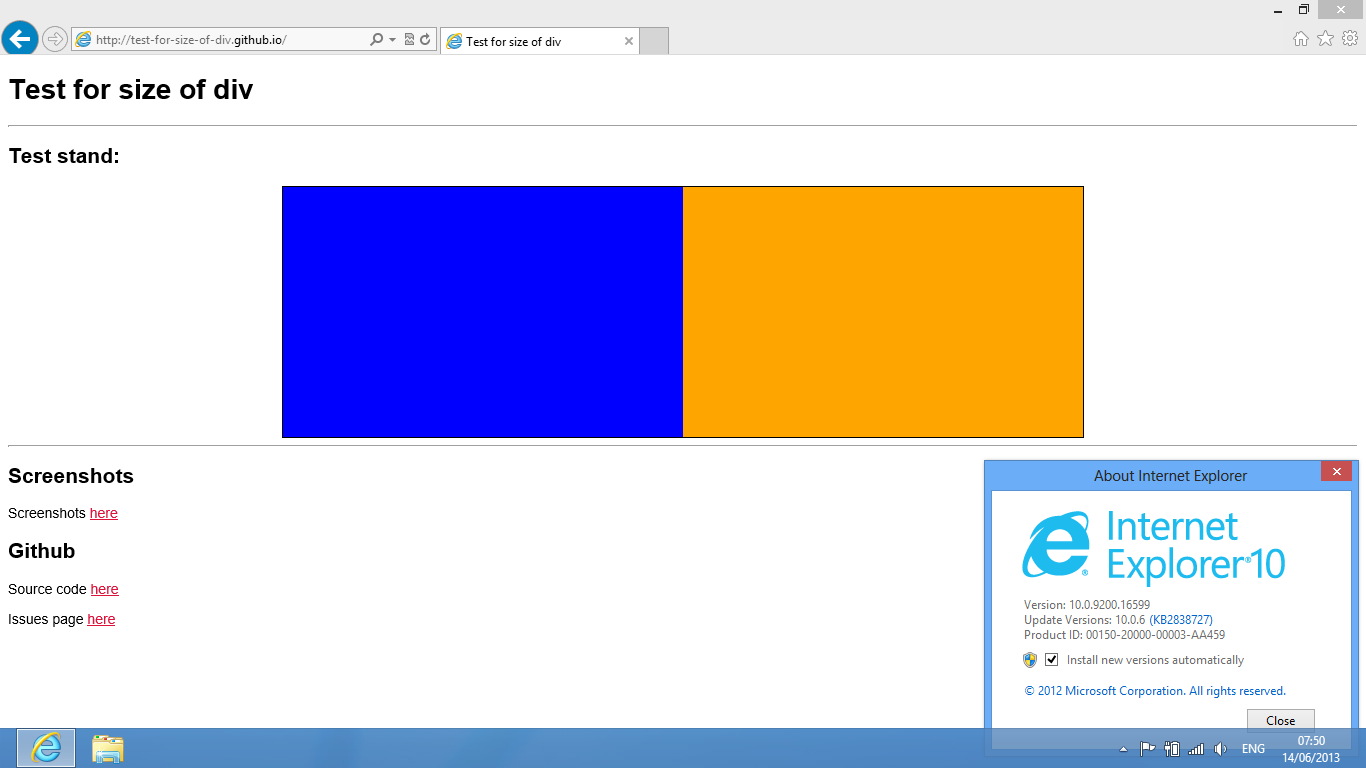 http://test-for-size-of-div.github.io/
Test for size of div
Test for size of div
Test stand:
Screenshots
Screenshots here
Github
Source code here
Issues page here
About Internet Explorer
Internet
Explorer®10
Version: 10.0.9200.16599
Update Versions: 10.0.6 (KB2838727)
Product ID: 00150-20000-00003-AA459
Install new versions automatically
© 2012 Microsoft Corporation. All rights reserved.
Close
ENG
07:50
14/06/2013